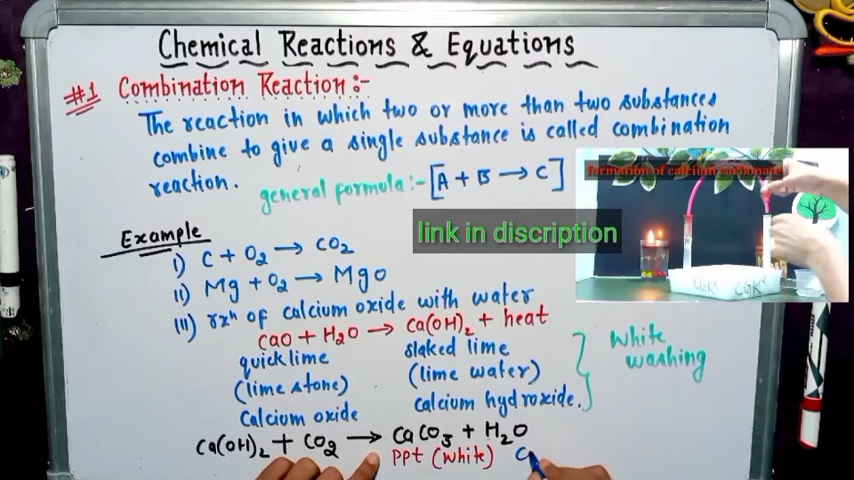 Chemical Reactions & Equations
#1 Combination Reaction :-
The reaction in which two or more than two substances
combine to give a single substance is called combination
reaction.
general formula :- [A + B → C]
formation of calcium carbonate
link in discription
CGK
CGK
Example
i) C + O2 → CO2
ii) Mg + O2 → MgO
(iii) rxn of calcium oxide with water
CaO + H2O → Ca(OH)2 + heat
quick lime slaked lime
(lime stone) (lime water)
Calcium oxide calcium hydroxide.
White
washing
Ca(OH)2 + CO2 → CaCO3 + H2O
PPt (white) C